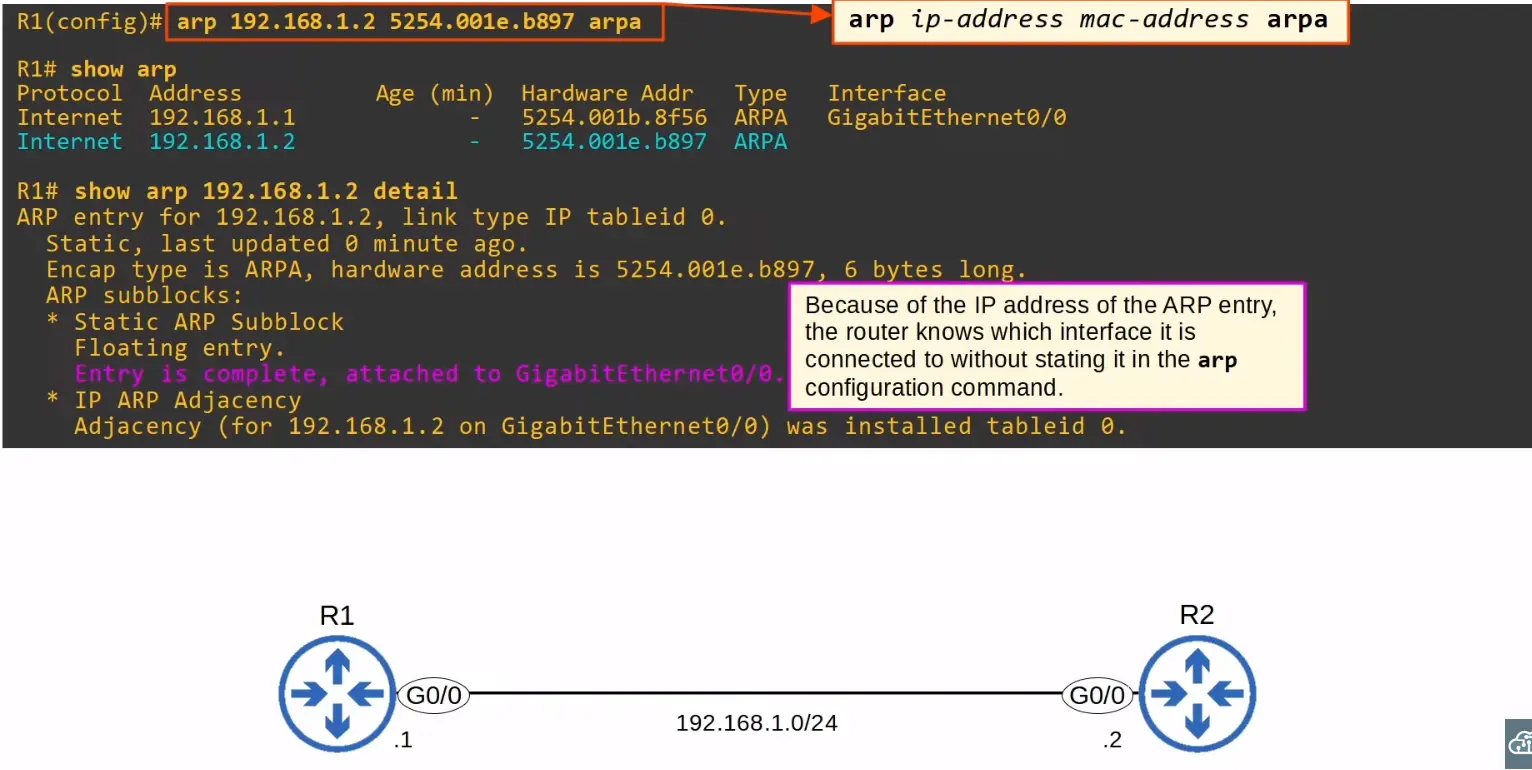 R1(config)# arp 192.168.1.2 5254.001e.b897 arpa
arp ip-address mac-address arpa
R1# show arp
Protocol  Address          Age (min)  Hardware Addr   Type   Interface
Internet  192.168.1.1             -   5254.001b.8f56  ARPA   GigabitEthernet0/0
Internet  192.168.1.2             -   5254.001e.b897  ARPA
R1# show arp 192.168.1.2 detail
ARP entry for 192.168.1.2, link type IP tableid 0.
  Static, last updated 0 minute ago.
  Encap type is ARPA, hardware address is 5254.001e.b897, 6 bytes long.
  ARP subblocks:
  * Static ARP Subblock
    Floating entry.
    Entry is complete, attached to GigabitEthernet0/0.
  * IP ARP Adjacency
    Adjacency (for 192.168.1.2 on GigabitEthernet0/0) was installed tableid 0.
Because of the IP address of the ARP entry,
the router knows which interface it is
connected to without stating it in the arp
configuration command.
R1
R2
G0/0
G0/0
192.168.1.0/24
.1
.2